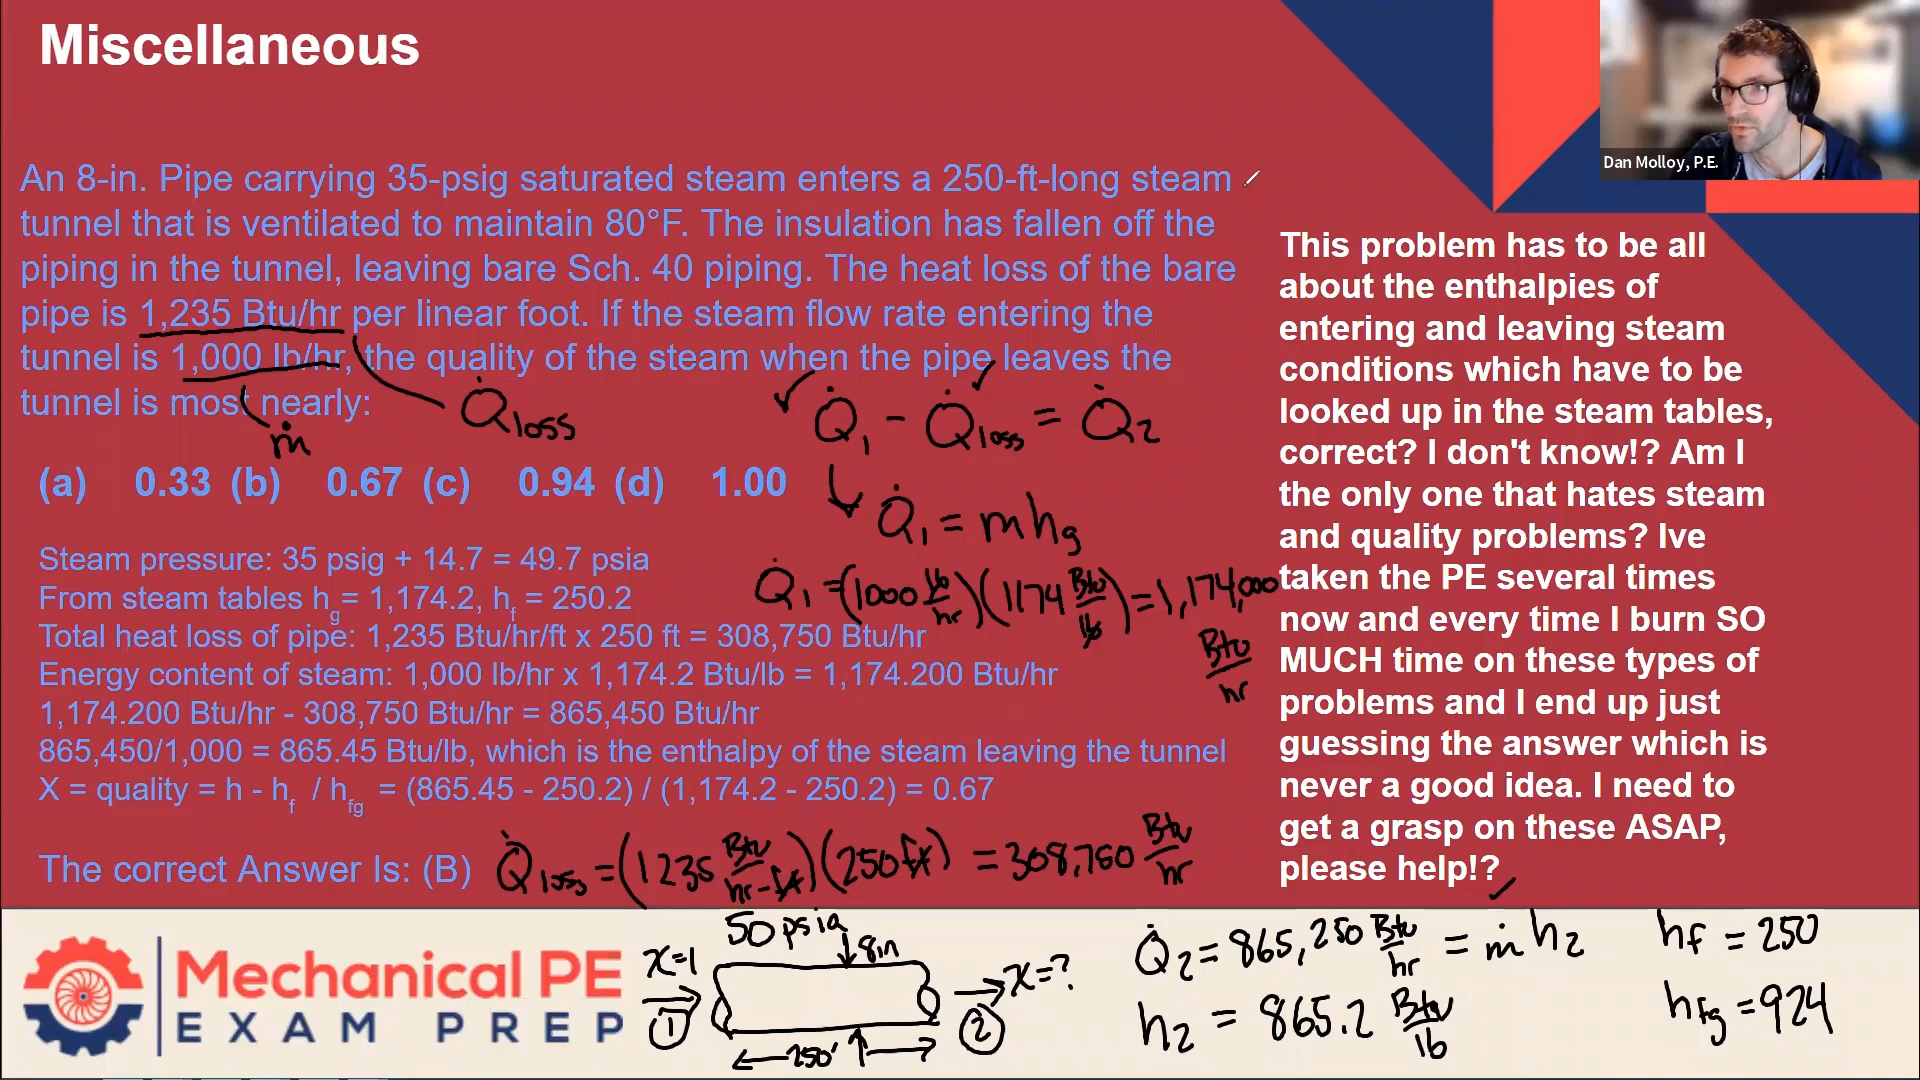 Miscellaneous
Dan Molloy, P.E.
An 8-in. Pipe carrying 35-psig saturated steam enters a 250-ft-long steam
tunnel that is ventilated to maintain 80°F. The insulation has fallen off the
piping in the tunnel, leaving bare Sch. 40 piping. The heat loss of the bare
pipe is 1,235 Btu/hr per linear foot. If the steam flow rate entering the
tunnel is 1,000 lb/hr, the quality of the steam when the pipe leaves the
tunnel is most nearly:
ṁ
Q̇loss
Q̇₁ - Q̇loss = Q̇₂
(a) 0.33 (b) 0.67 (c) 0.94 (d) 1.00
Q̇₁ = ṁhg
Q̇₁ = (1000 lb/hr)(1174 Btu/lb) = 1,174,000 Btu/hr
Steam pressure: 35 psig + 14.7 = 49.7 psia
From steam tables hg= 1,174.2, hf = 250.2
Total heat loss of pipe: 1,235 Btu/hr/ft x 250 ft = 308,750 Btu/hr
Energy content of steam: 1,000 lb/hr x 1,174.2 Btu/lb = 1,174.200 Btu/hr
1,174.200 Btu/hr - 308,750 Btu/hr = 865,450 Btu/hr
865,450/1,000 = 865.45 Btu/lb, which is the enthalpy of the steam leaving the tunnel
X = quality = h - hf / hfg = (865.45 - 250.2) / (1,174.2 - 250.2) = 0.67
The correct Answer Is: (B)
Q̇loss = (1235 Btu/hr-ft)(250ft) = 308,750 Btu/hr
This problem has to be all
about the enthalpies of
entering and leaving steam
conditions which have to be
looked up in the steam tables,
correct? I don't know!? Am I
the only one that hates steam
and quality problems? Ive
taken the PE several times
now and every time I burn SO
MUCH time on these types of
problems and I end up just
guessing the answer which is
never a good idea. I need to
get a grasp on these ASAP,
please help!?
Mechanical PE
EXAM PREP
50 psia
8in
x=1
x=?
1
2
250'
Q̇₂ = 865,250 Btu/hr = ṁh₂
h₂ = 865.2 Btu/lb
hf = 250
hfg = 924